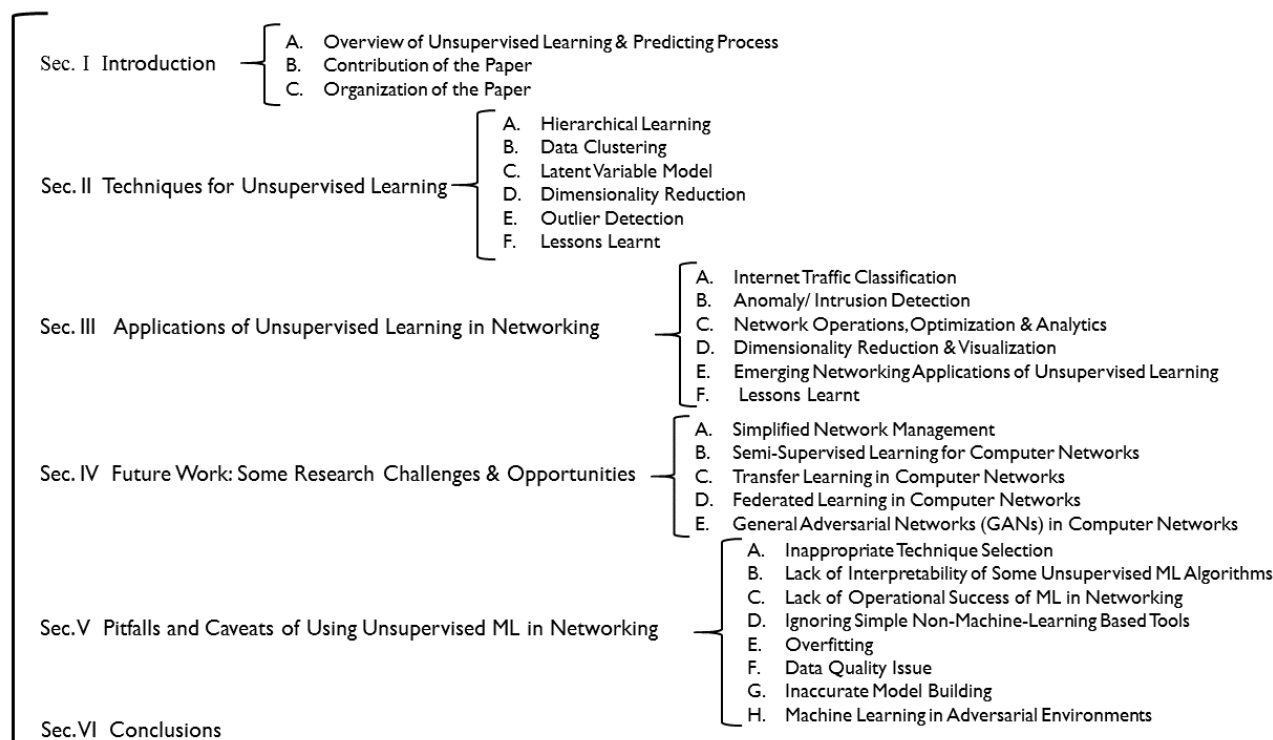 Sec. I Introduction
A. Overview of Unsupervised Learning & Predicting Process
B. Contribution of the Paper
C. Organization of the Paper
Sec. II Techniques for Unsupervised Learning
A. Hierarchical Learning
B. Data Clustering
C. Latent Variable Model
D. Dimensionality Reduction
E. Outlier Detection
F. Lessons Learnt
Sec. III Applications of Unsupervised Learning in Networking
A. Internet Traffic Classification
B. Anomaly/ Intrusion Detection
C. Network Operations, Optimization & Analytics
D. Dimensionality Reduction & Visualization
E. Emerging Networking Applications of Unsupervised Learning
F. Lessons Learnt
Sec. IV Future Work: Some Research Challenges & Opportunities
A. Simplified Network Management
B. Semi-Supervised Learning for Computer Networks
C. Transfer Learning in Computer Networks
D. Federated Learning in Computer Networks
E. General Adversarial Networks (GANs) in Computer Networks
Sec. V Pitfalls and Caveats of Using Unsupervised ML in Networking
A. Inappropriate Technique Selection
B. Lack of Interpretability of Some Unsupervised ML Algorithms
C. Lack of Operational Success of ML in Networking
D. Ignoring Simple Non-Machine-Learning Based Tools
E. Overfitting
F. Data Quality Issue
G. Inaccurate Model Building
H. Machine Learning in Adversarial Environments
Sec. VI Conclusions